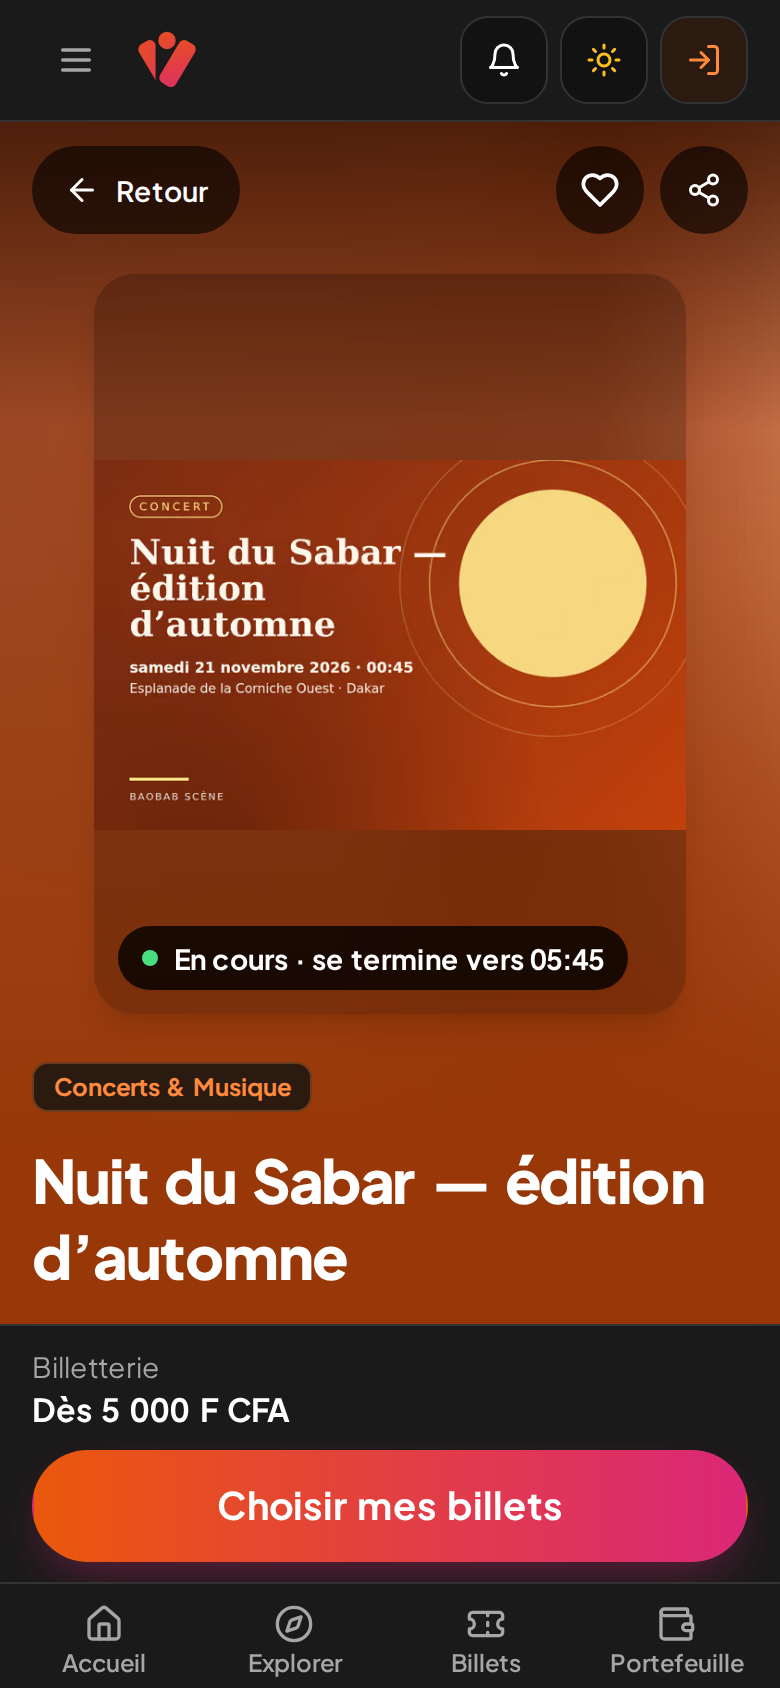 Retour
CONCERT
Nuit du Sabar —
édition
d’automne
samedi 21 novembre 2026 · 00:45
Esplanade de la Corniche Ouest · Dakar
BAOBAB SCÈNE
En cours · se termine vers 05:45
Concerts & Musique
Nuit du Sabar — édition
d’automne
Billetterie
Dès 5 000 F CFA
Choisir mes billets
Accueil
Explorer
Billets
Portefeuille